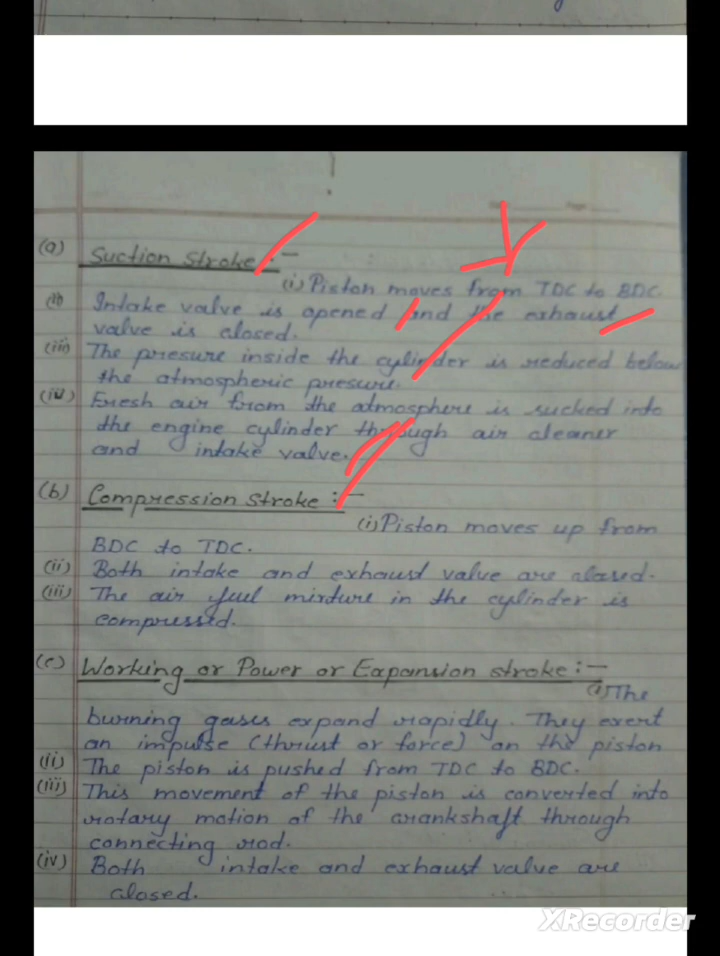 (a) Suction Stroke :-
(i) Piston moves from TDC to BDC.
(ii) Intake valve is opened and the exhaust
valve is closed.
(iii) The presure inside the cylinder is reduced below
the atmospheric presure.
(iv) Fresh air from the atmosphere is sucked into
the engine cylinder through air cleaner
and intake valve.
(b) Compression Stroke :-
(i) Piston moves up from
BDC to TDC.
(ii) Both intake and exhaust valve are closed.
(iii) The air fuel mixture in the cylinder is
compressed.
(c) Working or Power or Expansion stroke :-
(i) The
burning gases expand rapidly. They exert
an impulse (thrust or force) on the piston
(ii) The piston is pushed from TDC to BDC.
(iii) This movement of the piston is converted into
rotary motion of the crankshaft through
connecting rod.
(iv) Both intake and exhaust valve are
closed.
XRecorder